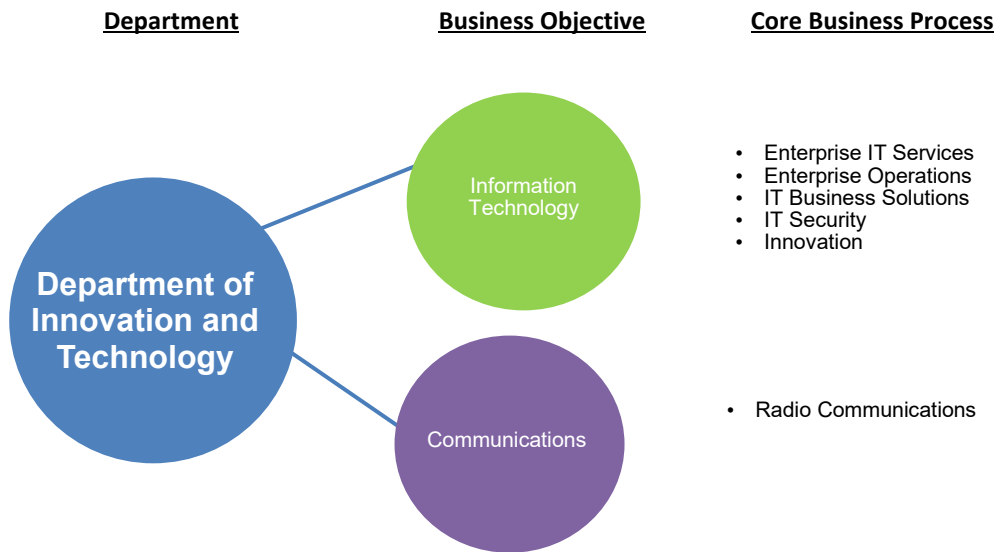 Department
Business Objective
Core Business Process
Department of
Innovation and
Technology
Information
Technology
• Enterprise IT Services
• Enterprise Operations
• IT Business Solutions
• IT Security
• Innovation
Communications
• Radio Communications